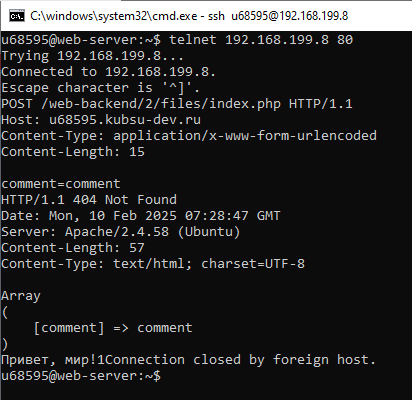 C:\windows\system32\cmd.exe - ssh u68595@192.168.199.8
u68595@web-server:~$ telnet 192.168.199.8 80
Trying 192.168.199.8...
Connected to 192.168.199.8.
Escape character is '^]'.
POST /web-backend/2/files/index.php HTTP/1.1
Host: u68595.kubsu-dev.ru
Content-Type: application/x-www-form-urlencoded
Content-Length: 15

comment=comment
HTTP/1.1 404 Not Found
Date: Mon, 10 Feb 2025 07:28:47 GMT
Server: Apache/2.4.58 (Ubuntu)
Content-Length: 57
Content-Type: text/html; charset=UTF-8

Array
(
    [comment] => comment
)
Привет, мир!1Connection closed by foreign host.
u68595@web-server:~$